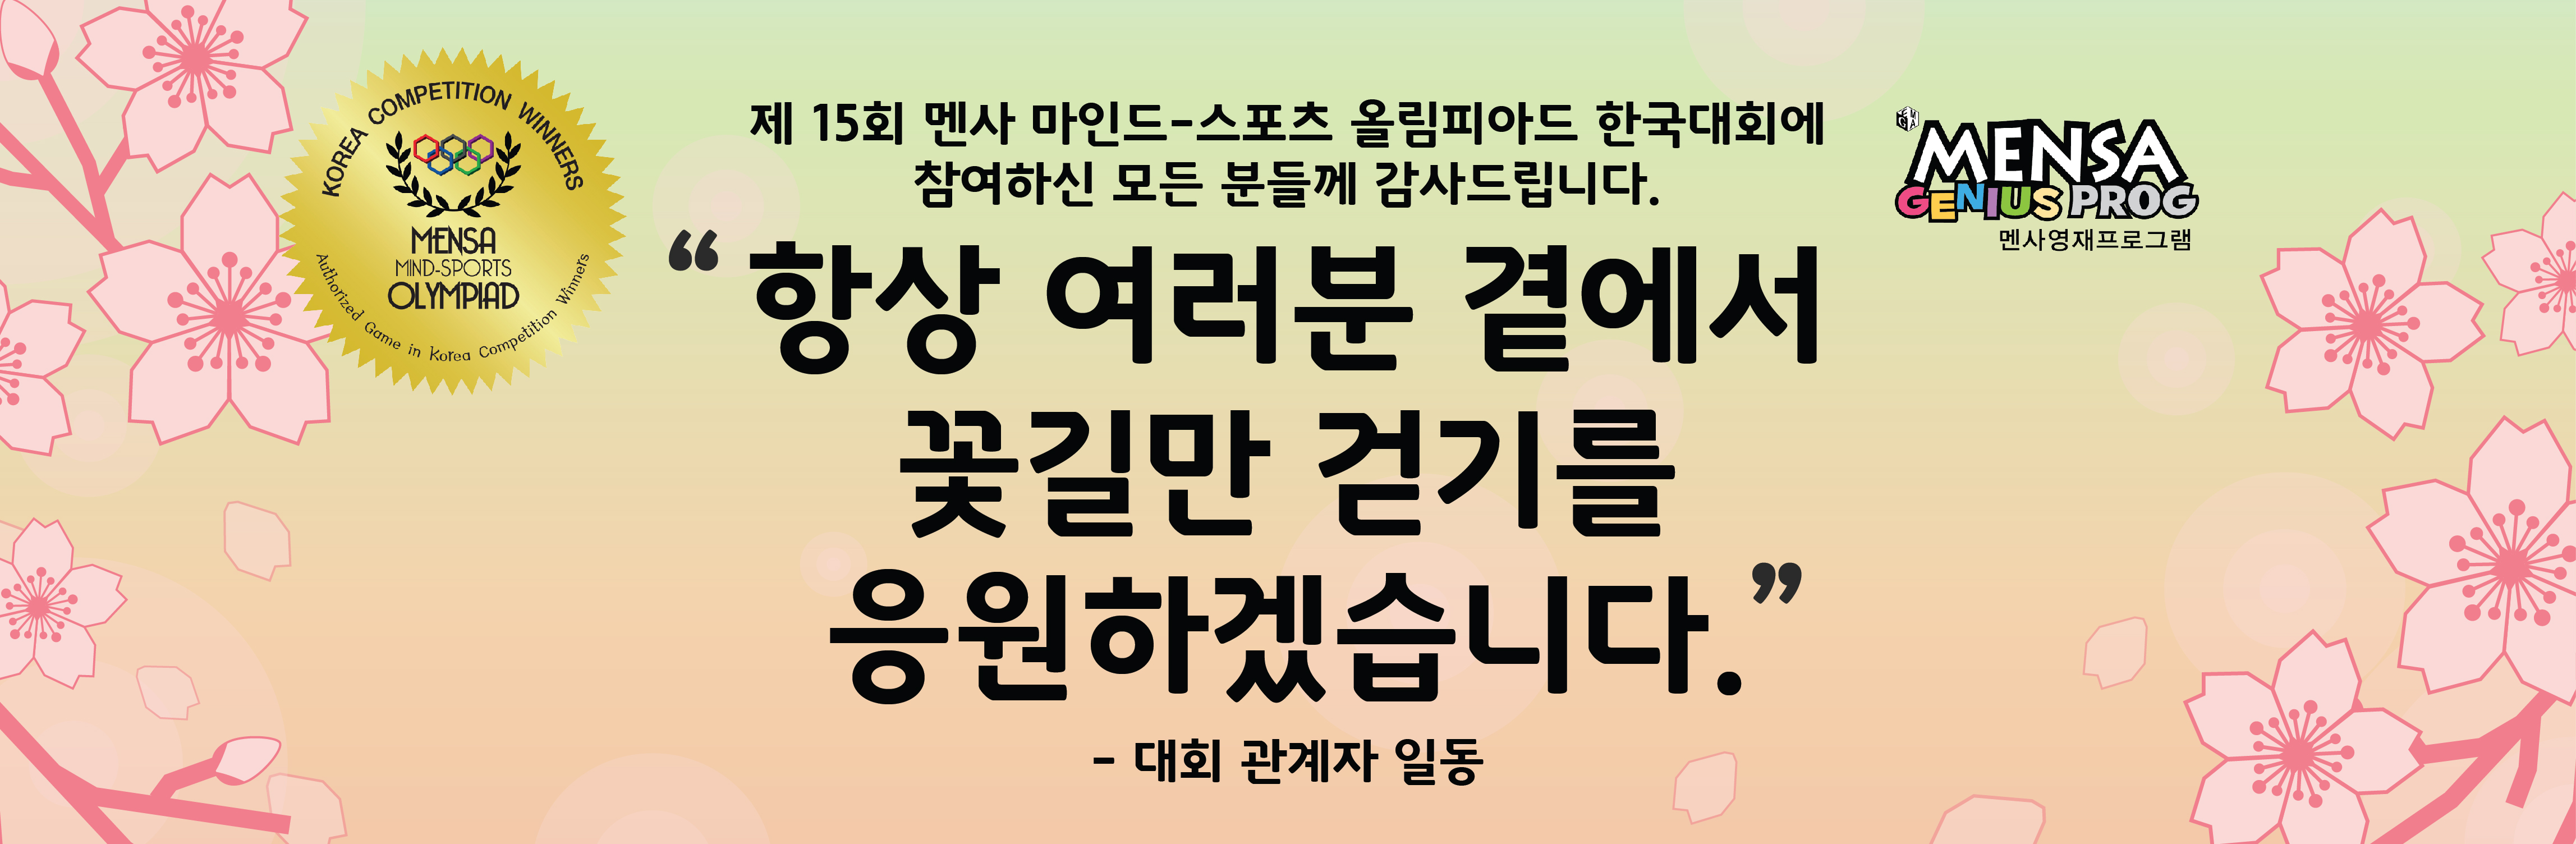 KOREA COMPETITION WINNERS
MENSA
MIND-SPORTS
OLYMPIAD
Authorized Game in Korea Competition Winners
제 15회 멘사 마인드-스포츠 올림피아드 한국대회에
참여하신 모든 분들께 감사드립니다.
“항상 여러분 곁에서
꽃길만 걷기를
응원하겠습니다.”
- 대회 관계자 일동
MENSA
GENIUS PROG
멘사영재프로그램